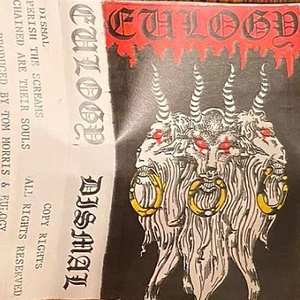 EULOGY
EULOGY DISMAL
DISMAL COPY RIGHTS
PERISH THE SCREAMS ALL RIGHTS RESERVED
CHAINED ARE THEIR SOULS
PRODUCED BY TOM MORRIS & EULOGY